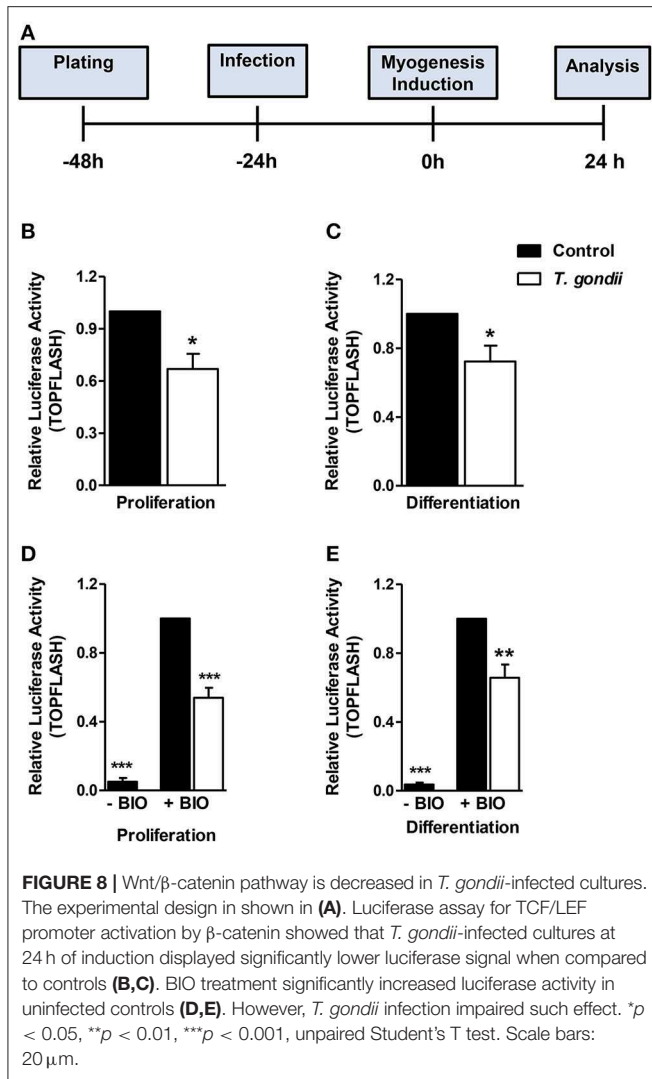 A
Plating
Infection
Myogenesis
Induction
Analysis
-48h
-24h
0h
24 h
B
Relative Luciferase Activity
(TOPFLASH)
1.2
0.9
0.6
0.3
0.0
*
Proliferation
C
Control
T. gondii
Relative Luciferase Activity
(TOPFLASH)
1.2
0.8
0.4
0.0
*
Differentiation
D
Relative Luciferase Activity
(TOPFLASH)
1.2
0.8
0.4
0.0
***
***
- BIO + BIO
Proliferation
E
Relative Luciferase Activity
(TOPFLASH)
1.2
0.8
0.4
0.0
***
**
- BIO + BIO
Differentiation
FIGURE 8 | Wnt/β-catenin pathway is decreased in T. gondii-infected cultures.
The experimental design in shown in (A). Luciferase assay for TCF/LEF
promoter activation by β-catenin showed that T. gondii-infected cultures at
24 h of induction displayed significantly lower luciferase signal when compared
to controls (B,C). BIO treatment significantly increased luciferase activity in
uninfected controls (D,E). However, T. gondii infection impaired such effect. *p
< 0.05, **p < 0.01, ***p < 0.001, unpaired Student's T test. Scale bars:
20 μm.